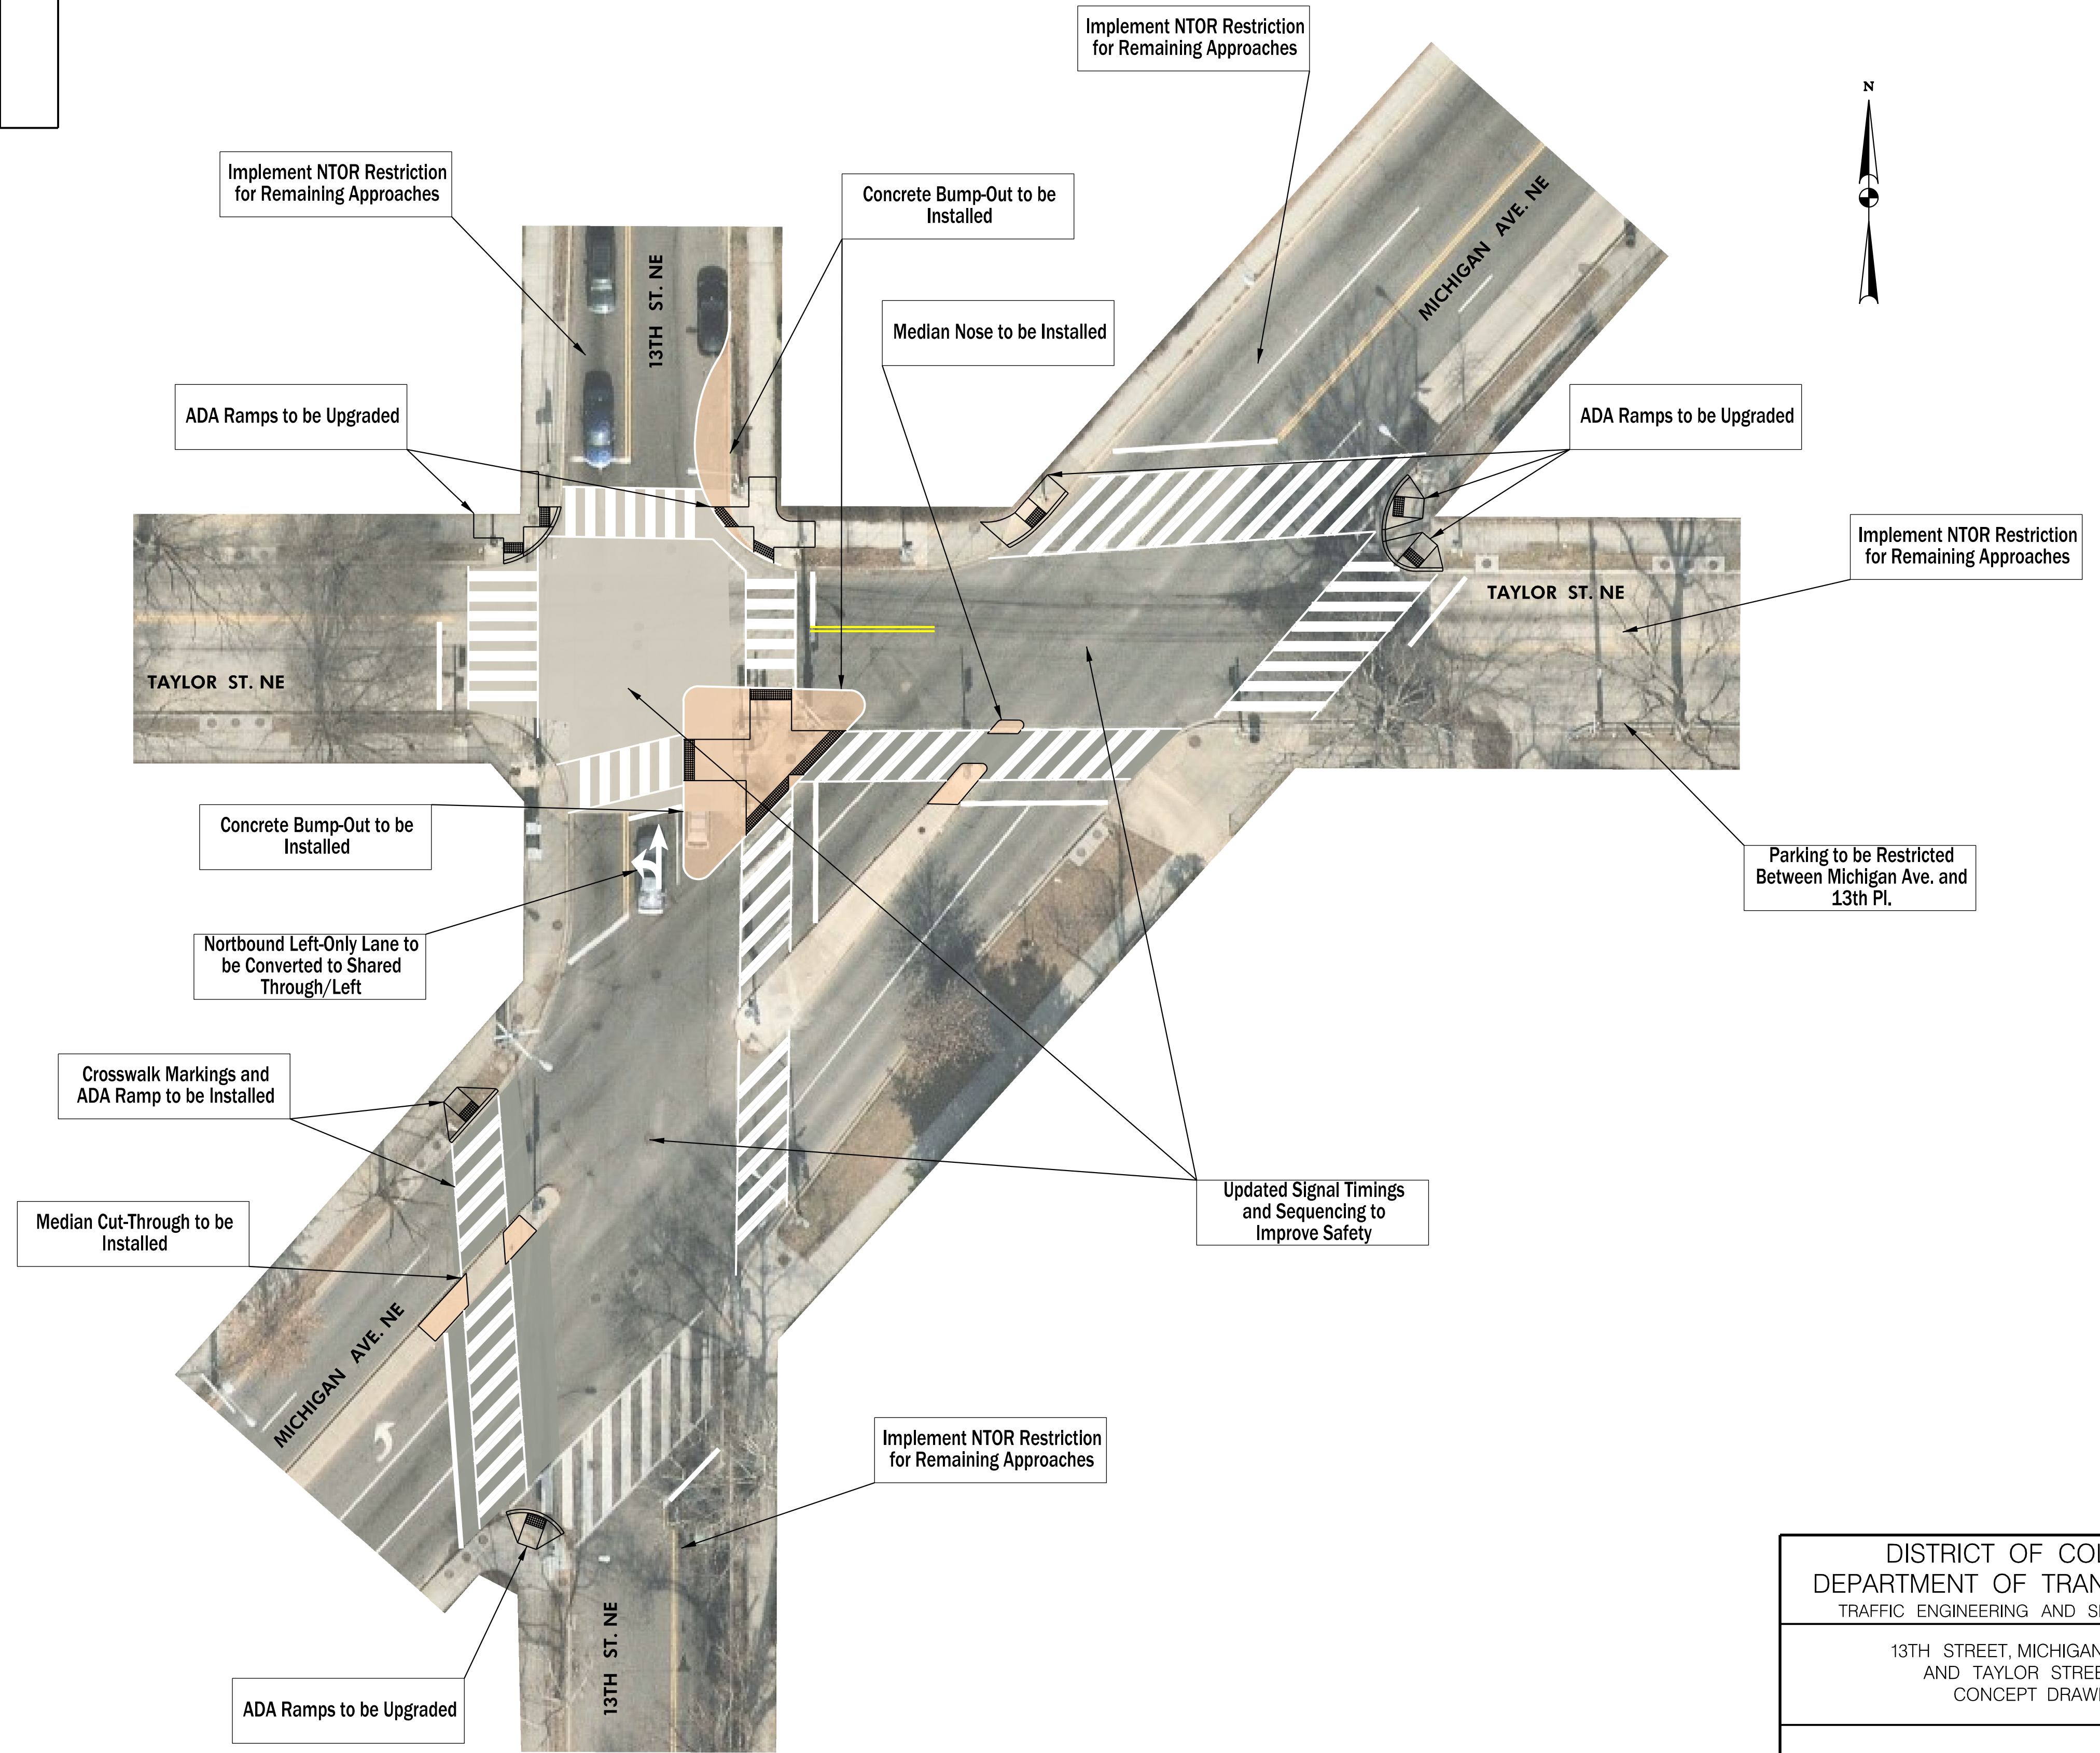 Implement NTOR Restriction
for Remaining Approaches
N
Implement NTOR Restriction
for Remaining Approaches
Concrete Bump-Out to be
Installed
MICHIGAN AVE. NE
13TH ST. NE
Median Nose to be Installed
ADA Ramps to be Upgraded
ADA Ramps to be Upgraded
Implement NTOR Restriction
for Remaining Approaches
TAYLOR ST. NE
TAYLOR ST. NE
Concrete Bump-Out to be
Installed
Parking to be Restricted
Between Michigan Ave. and
13th Pl.
Nortbound Left-Only Lane to
be Converted to Shared
Through/Left
Crosswalk Markings and
ADA Ramp to be Installed
Updated Signal Timings
and Sequencing to
Improve Safety
Median Cut-Through to be
Installed
MICHIGAN AVE. NE
Implement NTOR Restriction
for Remaining Approaches
13TH ST. NE
ADA Ramps to be Upgraded
DISTRICT OF
DEPARTMENT OF
TRAFFIC ENGINEERING AND
13TH STREET, MICHIGAN
AND TAYLOR
CONCEPT